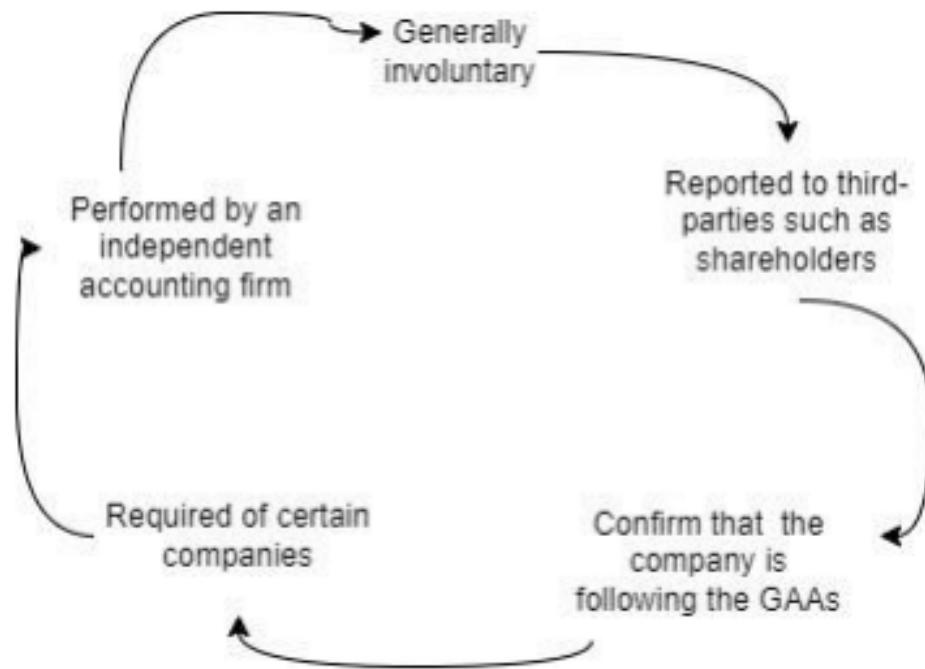 Generally
involuntary
Reported to third-
parties such as
shareholders
Confirm that the
company is
following the GAAs
Required of certain
companies
Performed by an
independent
accounting firm